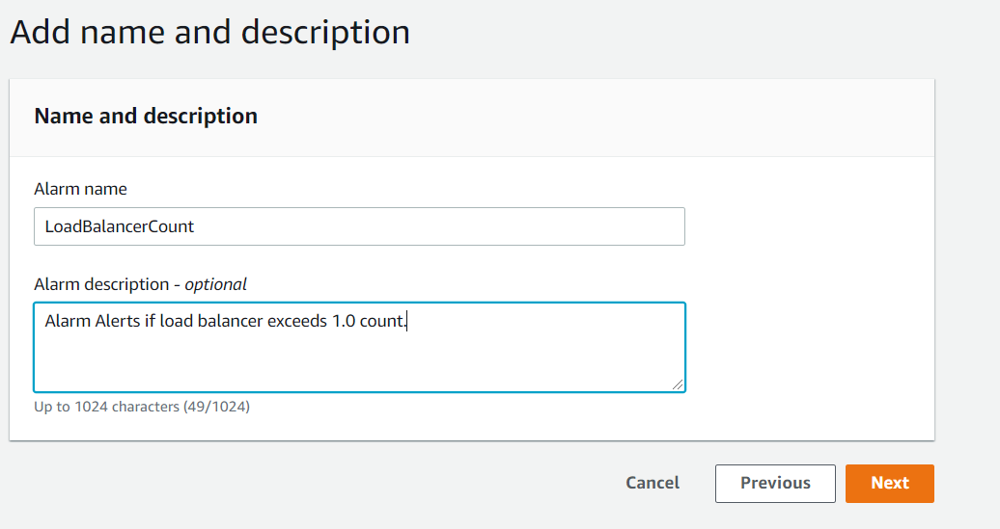 Add name and description
Name and description
Alarm name
LoadBalancerCount
Alarm description - optional
Alarm Alerts if load balancer exceeds 1.0 count.
Up to 1024 characters (49/1024)
Cancel Previous Next